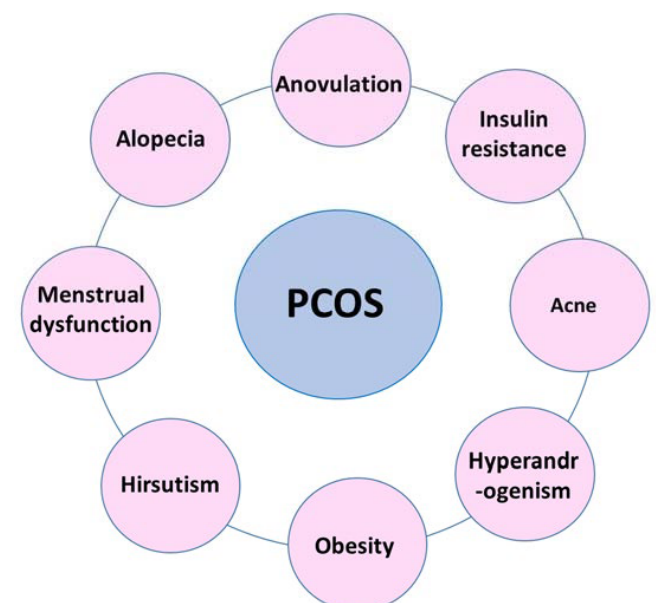 Anovulation
Insulin
resistance
Acne
Hyperandr
-ogenism
Obesity
Hirsutism
Menstrual
dysfunction
Alopecia
PCOS